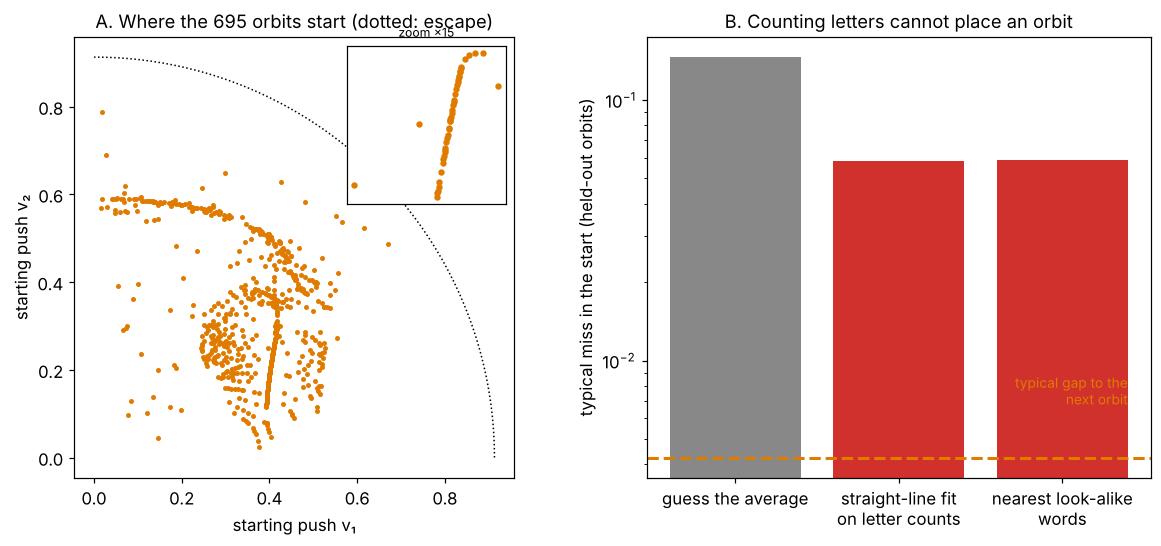 A. Where the 695 orbits start (dotted: escape)
zoom ×15
0.8
0.6
0.4
0.2
0.0
0.0 0.2 0.4 0.6 0.8
starting push v₁
starting push v₂
B. Counting letters cannot place an orbit
10⁻¹
10⁻²
typical miss in the start (held-out orbits)
typical gap to the
next orbit
guess the average
straight-line fit
on letter counts
nearest look-alike
words